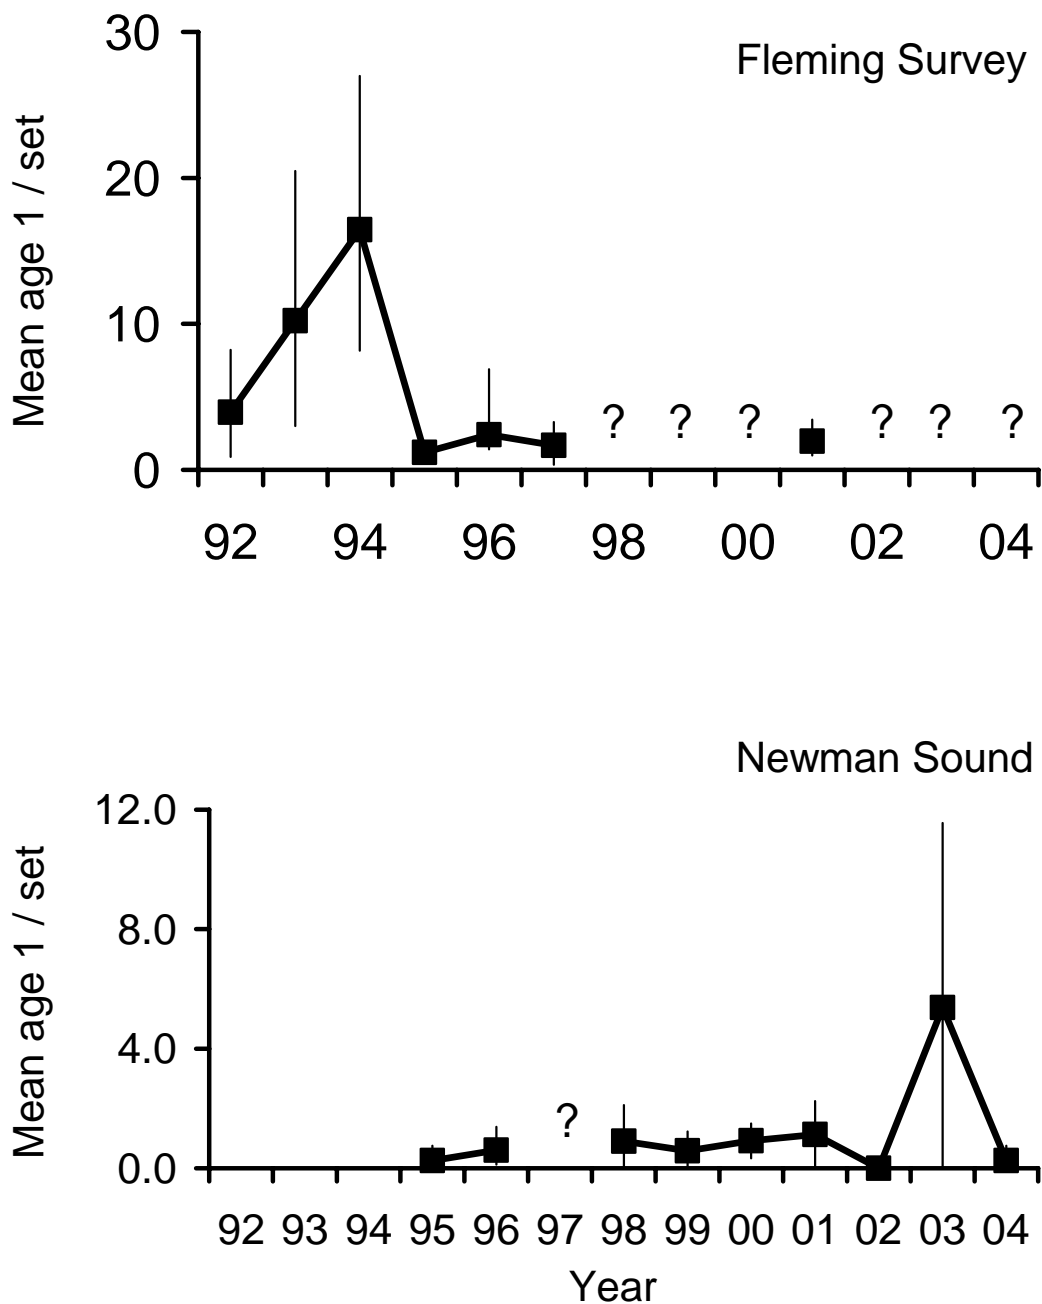 Fleming Survey
Mean age 1 / set
30
20
10
0
? ? ? ? ? ?
92 94 96 98 00 02 04
Newman Sound
Mean age 1 / set
12.0
8.0
4.0
0.0
?
92 93 94 95 96 97 98 99 00 01 02 03 04
Year